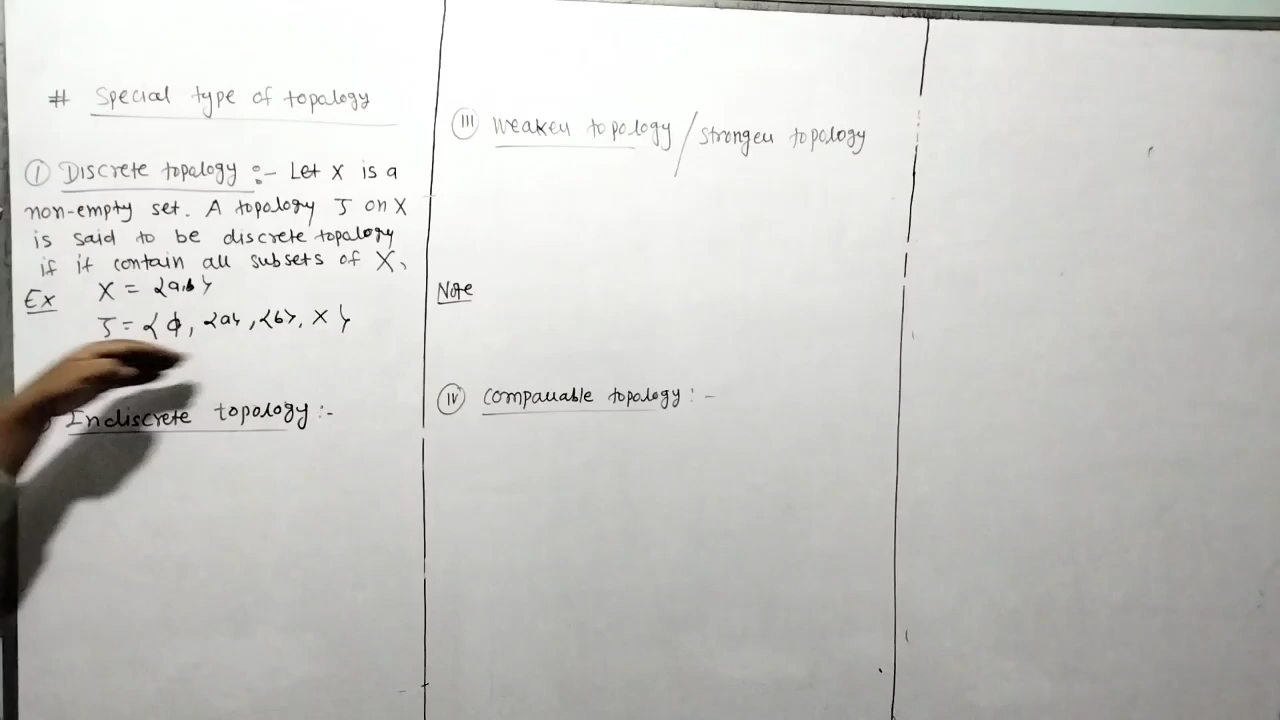 # Special type of topology
① Discrete topology :- Let X is a
non-empty set. A topology τ on X
is said to be discrete topology
if it contain all subsets of X.
Ex X = {a,b}
τ = {ϕ, {a}, {b}, X}
Indiscrete topology :-
III Weaker topology / Stronger topology
Note
IV Comparable topology :-